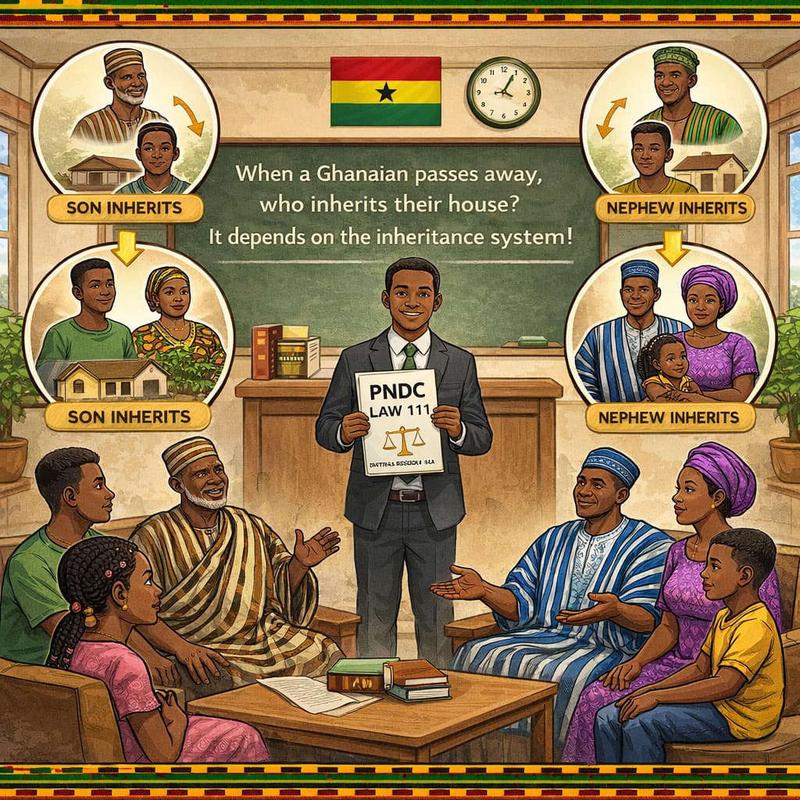 When a Ghanaian passes away,
who inherits their house?
It depends on the inheritance system!
SON INHERITS
NEPHEW INHERITS
SON INHERITS
NEPHEW INHERITS
PNDC
LAW 111